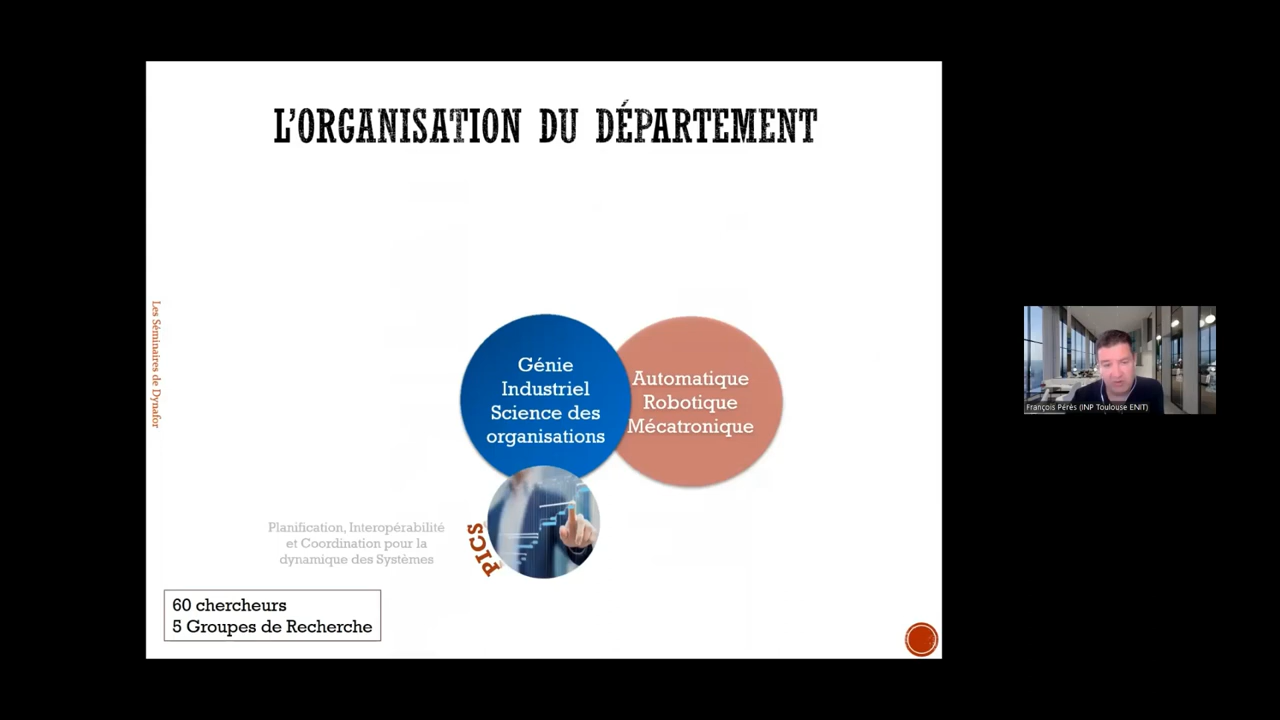 L'ORGANISATION DU DÉPARTEMENT
Les Séminaires de Dynafor
Génie
Industriel
Science des
organisations
Automatique
Robotique
Mécatronique
PICS
Planification, Interopérabilité
et Coordination pour la
dynamique des Systèmes
60 chercheurs
5 Groupes de Recherche
François Pérès (INP Toulouse ENIT)